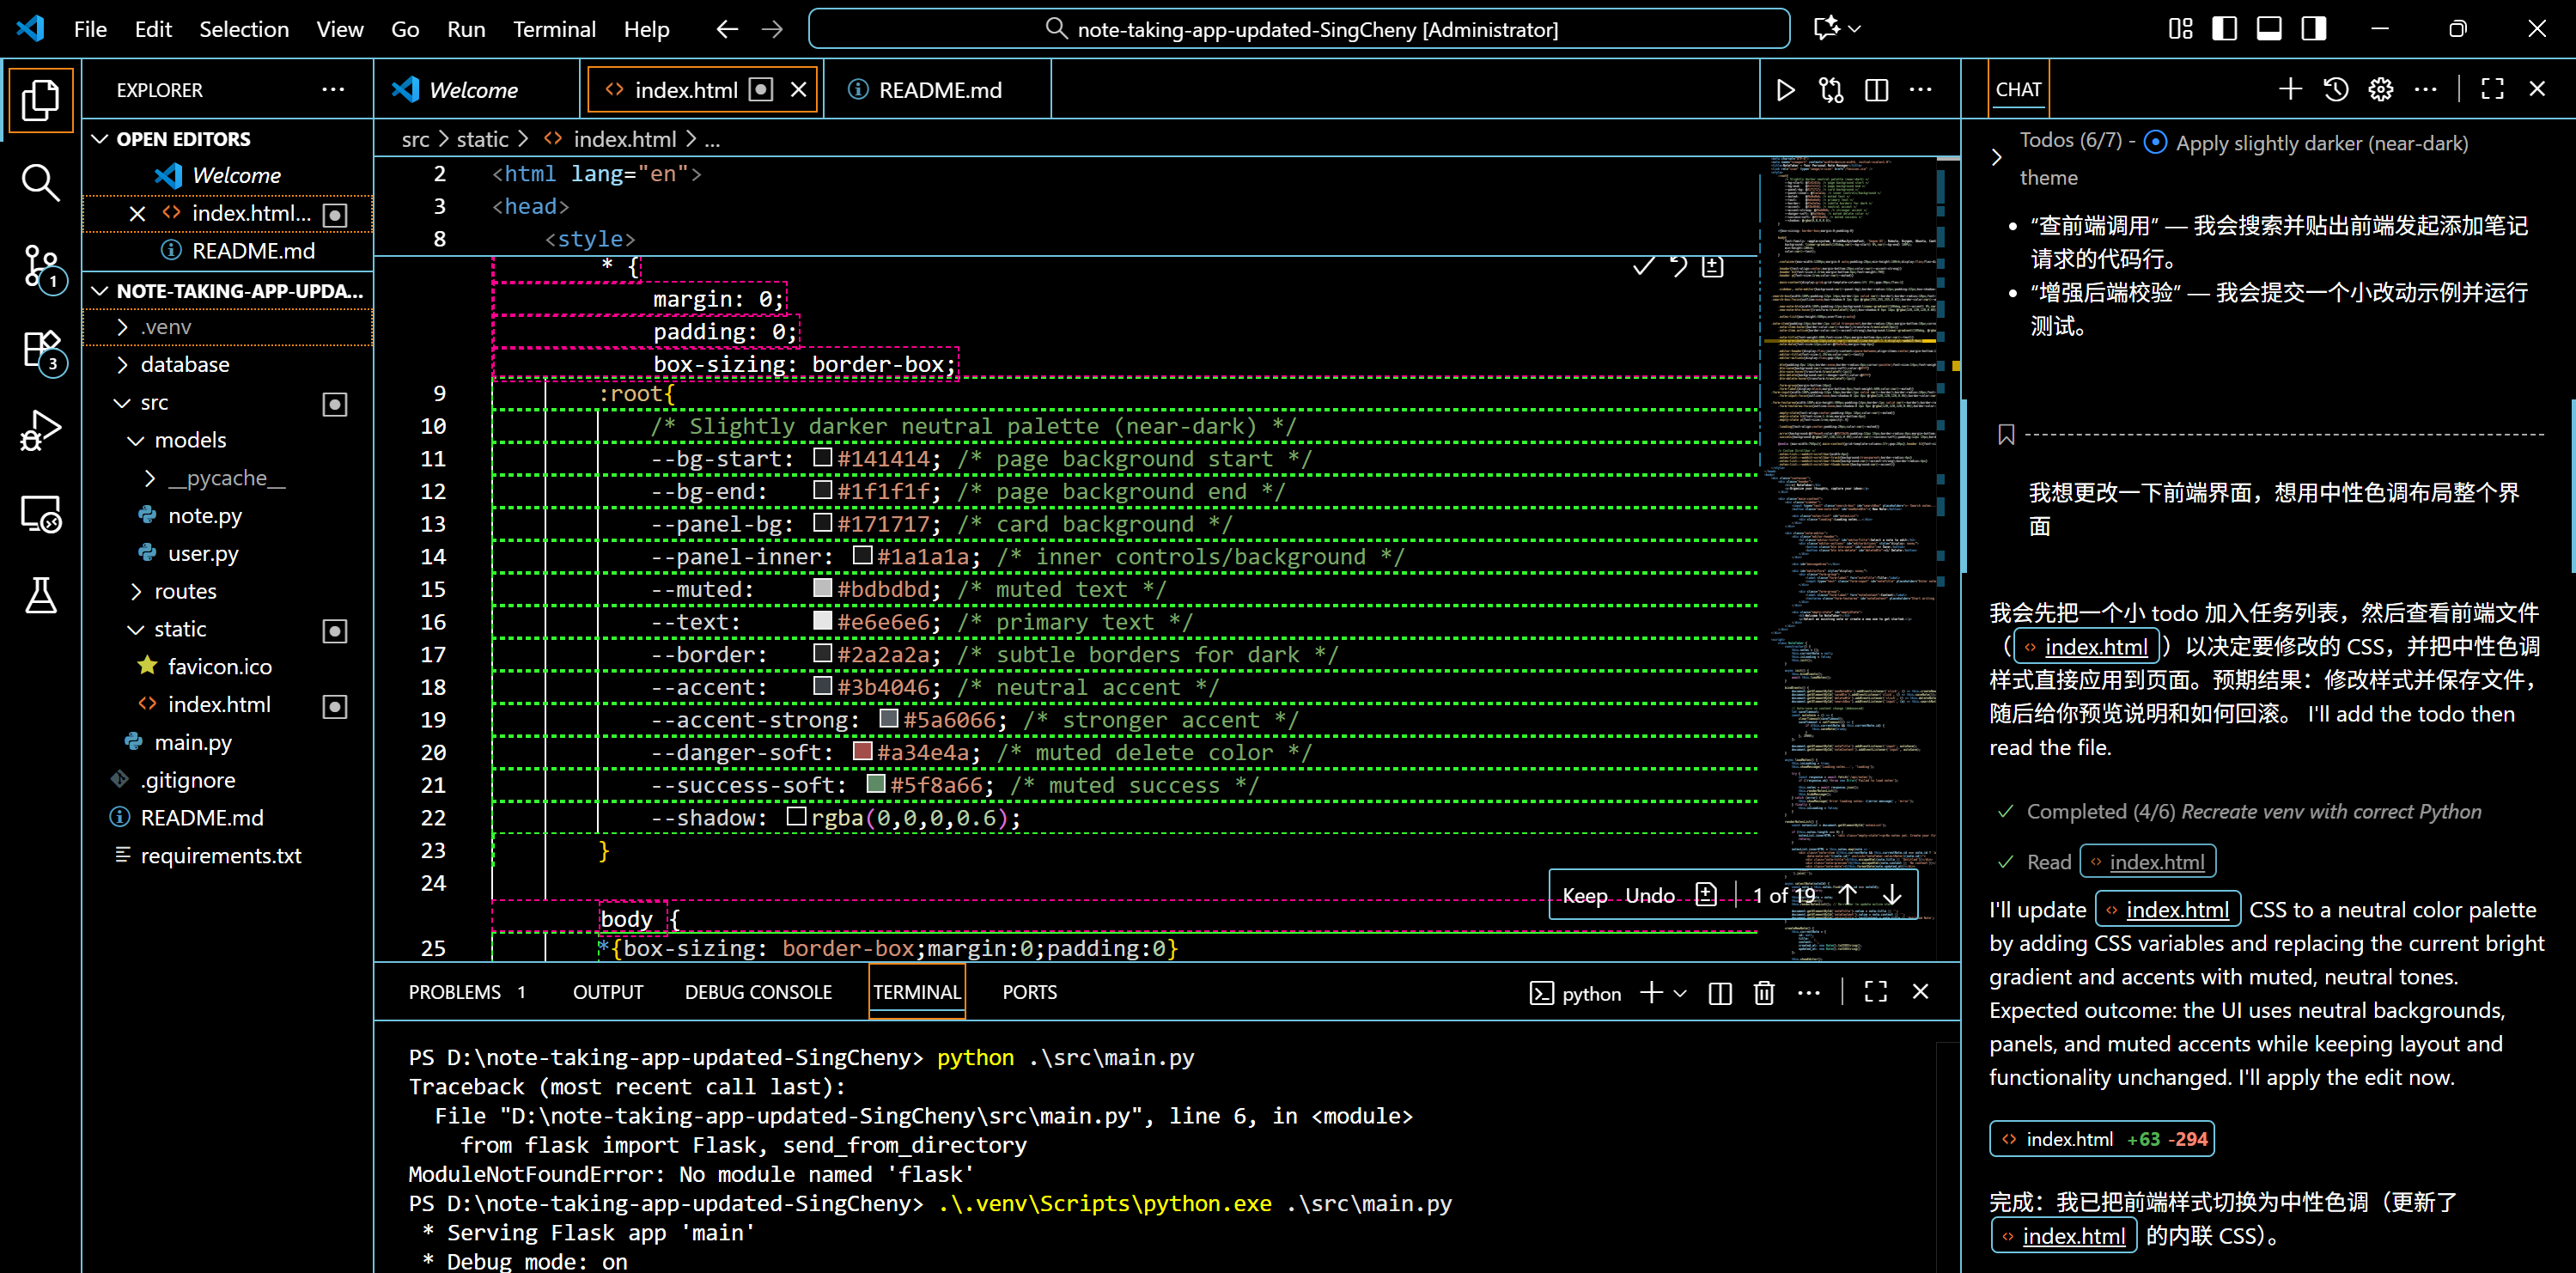 File Edit Selection View Go Run Terminal Help
note-taking-app-updated-SingCheny [Administrator]
EXPLORER
OPEN EDITORS
Welcome
index.html...
README.md
NOTE-TAKING-APP-UPDA...
.venv
database
src
models
__pycache__
note.py
user.py
routes
static
favicon.ico
index.html
main.py
.gitignore
README.md
requirements.txt
1
3
Welcome
index.html
README.md
src > static > index.html > ...
2 <html lang="en">
3 <head>
8 <style>
* {
margin: 0;
padding: 0;
box-sizing: border-box;
9 :root{
10 /* Slightly darker neutral palette (near-dark) */
11 --bg-start: #141414; /* page background start */
12 --bg-end: #1f1f1f; /* page background end */
13 --panel-bg: #171717; /* card background */
14 --panel-inner: #1a1a1a; /* inner controls/background */
15 --muted: #bdbdbd; /* muted text */
16 --text: #e6e6e6; /* primary text */
17 --border: #2a2a2a; /* subtle borders for dark */
18 --accent: #3b4046; /* neutral accent */
19 --accent-strong: #5a6066; /* stronger accent */
20 --danger-soft: #a34e4a; /* muted delete color */
21 --success-soft: #5f8a66; /* muted success */
22 --shadow: rgba(0,0,0,0.6);
23 }
24
body {
25 *{box-sizing: border-box;margin:0;padding:0}
Keep Undo 1 of 19
PROBLEMS 1 OUTPUT DEBUG CONSOLE TERMINAL PORTS
python
PS D:\note-taking-app-updated-SingCheny> python .\src\main.py
Traceback (most recent call last):
File "D:\note-taking-app-updated-SingCheny\src\main.py", line 6, in <module>
from flask import Flask, send_from_directory
ModuleNotFoundError: No module named 'flask'
PS D:\note-taking-app-updated-SingCheny> .\.venv\Scripts\python.exe .\src\main.py
* Serving Flask app 'main'
* Debug mode: on
CHAT
Todos (6/7) - Apply slightly darker (near-dark)
theme
• “查前端调用” — 我会搜索并贴出前端发起添加笔记
请求的代码行。
• “增强后端校验” — 我会提交一个小改动示例并运行
测试。
我想更改一下前端界面，想用中性色调布局整个界
面
我会先把一个小 todo 加入任务列表，然后查看前端文件
（index.html）以决定要修改的 CSS，并把中性色调
样式直接应用到页面。预期结果：修改样式并保存文件，
随后给你预览说明和如何回滚。 I'll add the todo then
read the file.
Completed (4/6) Recreate venv with correct Python
Read index.html
I'll update index.html CSS to a neutral color palette
by adding CSS variables and replacing the current bright
gradient and accents with muted, neutral tones.
Expected outcome: the UI uses neutral backgrounds,
panels, and muted accents while keeping layout and
functionality unchanged. I'll apply the edit now.
index.html +63 -294
完成：我已把前端样式切换为中性色调（更新了
index.html 的内联 CSS）。